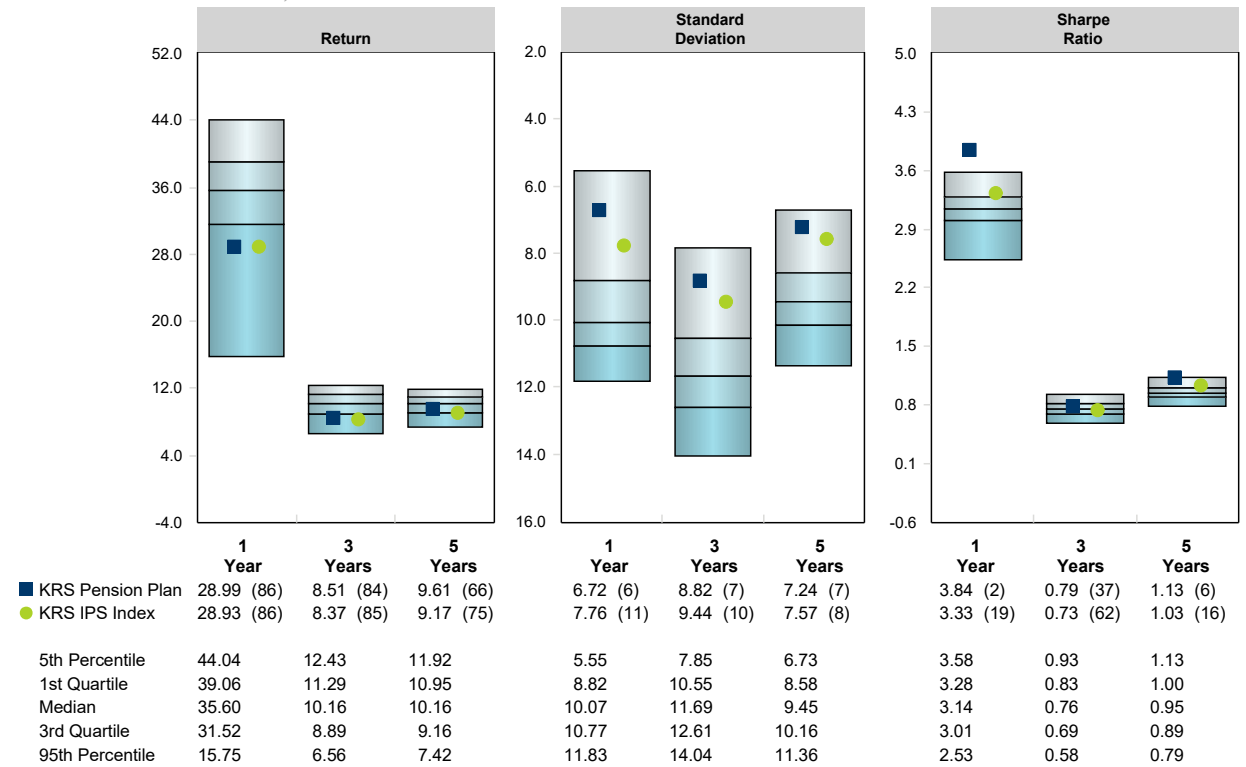 Return
Standard
Deviation
Sharpe
Ratio
52.0
44.0
36.0
28.0
20.0
12.0
4.0
-4.0
2.0
4.0
6.0
8.0
10.0
12.0
14.0
16.0
5.0
4.3
3.6
2.9
2.2
1.5
0.8
0.1
-0.6
1 3 5 1 3 5 1 3 5
Year Years Years Year Years Years Year Years Years
KRS Pension Plan 28.99 (86) 8.51 (84) 9.61 (66) 6.72 (6) 8.82 (7) 7.24 (7) 3.84 (2) 0.79 (37) 1.13 (6)
KRS IPS Index 28.93 (86) 8.37 (85) 9.17 (75) 7.76 (11) 9.44 (10) 7.57 (8) 3.33 (19) 0.73 (62) 1.03 (16)
5th Percentile 44.04 12.43 11.92 5.55 7.85 6.73 3.58 0.93 1.13
1st Quartile 39.06 11.29 10.95 8.82 10.55 8.58 3.28 0.83 1.00
Median 35.60 10.16 10.16 10.07 11.69 9.45 3.14 0.76 0.95
3rd Quartile 31.52 8.89 9.16 10.77 12.61 10.16 3.01 0.69 0.89
95th Percentile 15.75 6.56 7.42 11.83 14.04 11.36 2.53 0.58 0.79